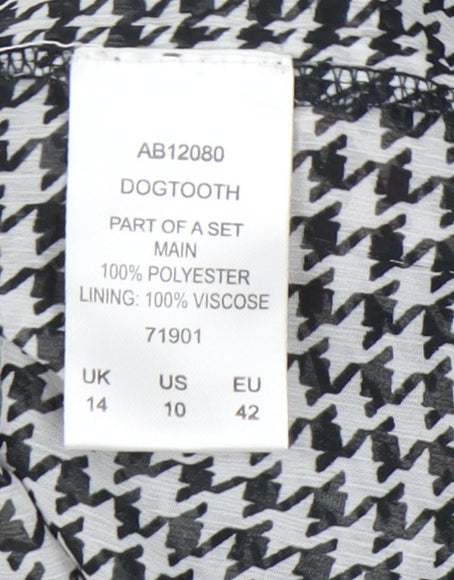 AB12080
DOGTOOTH
PART OF A SET
MAIN
100% POLYESTER
LINING: 100% VISCOSE
71901
UK US EU
14 10 42